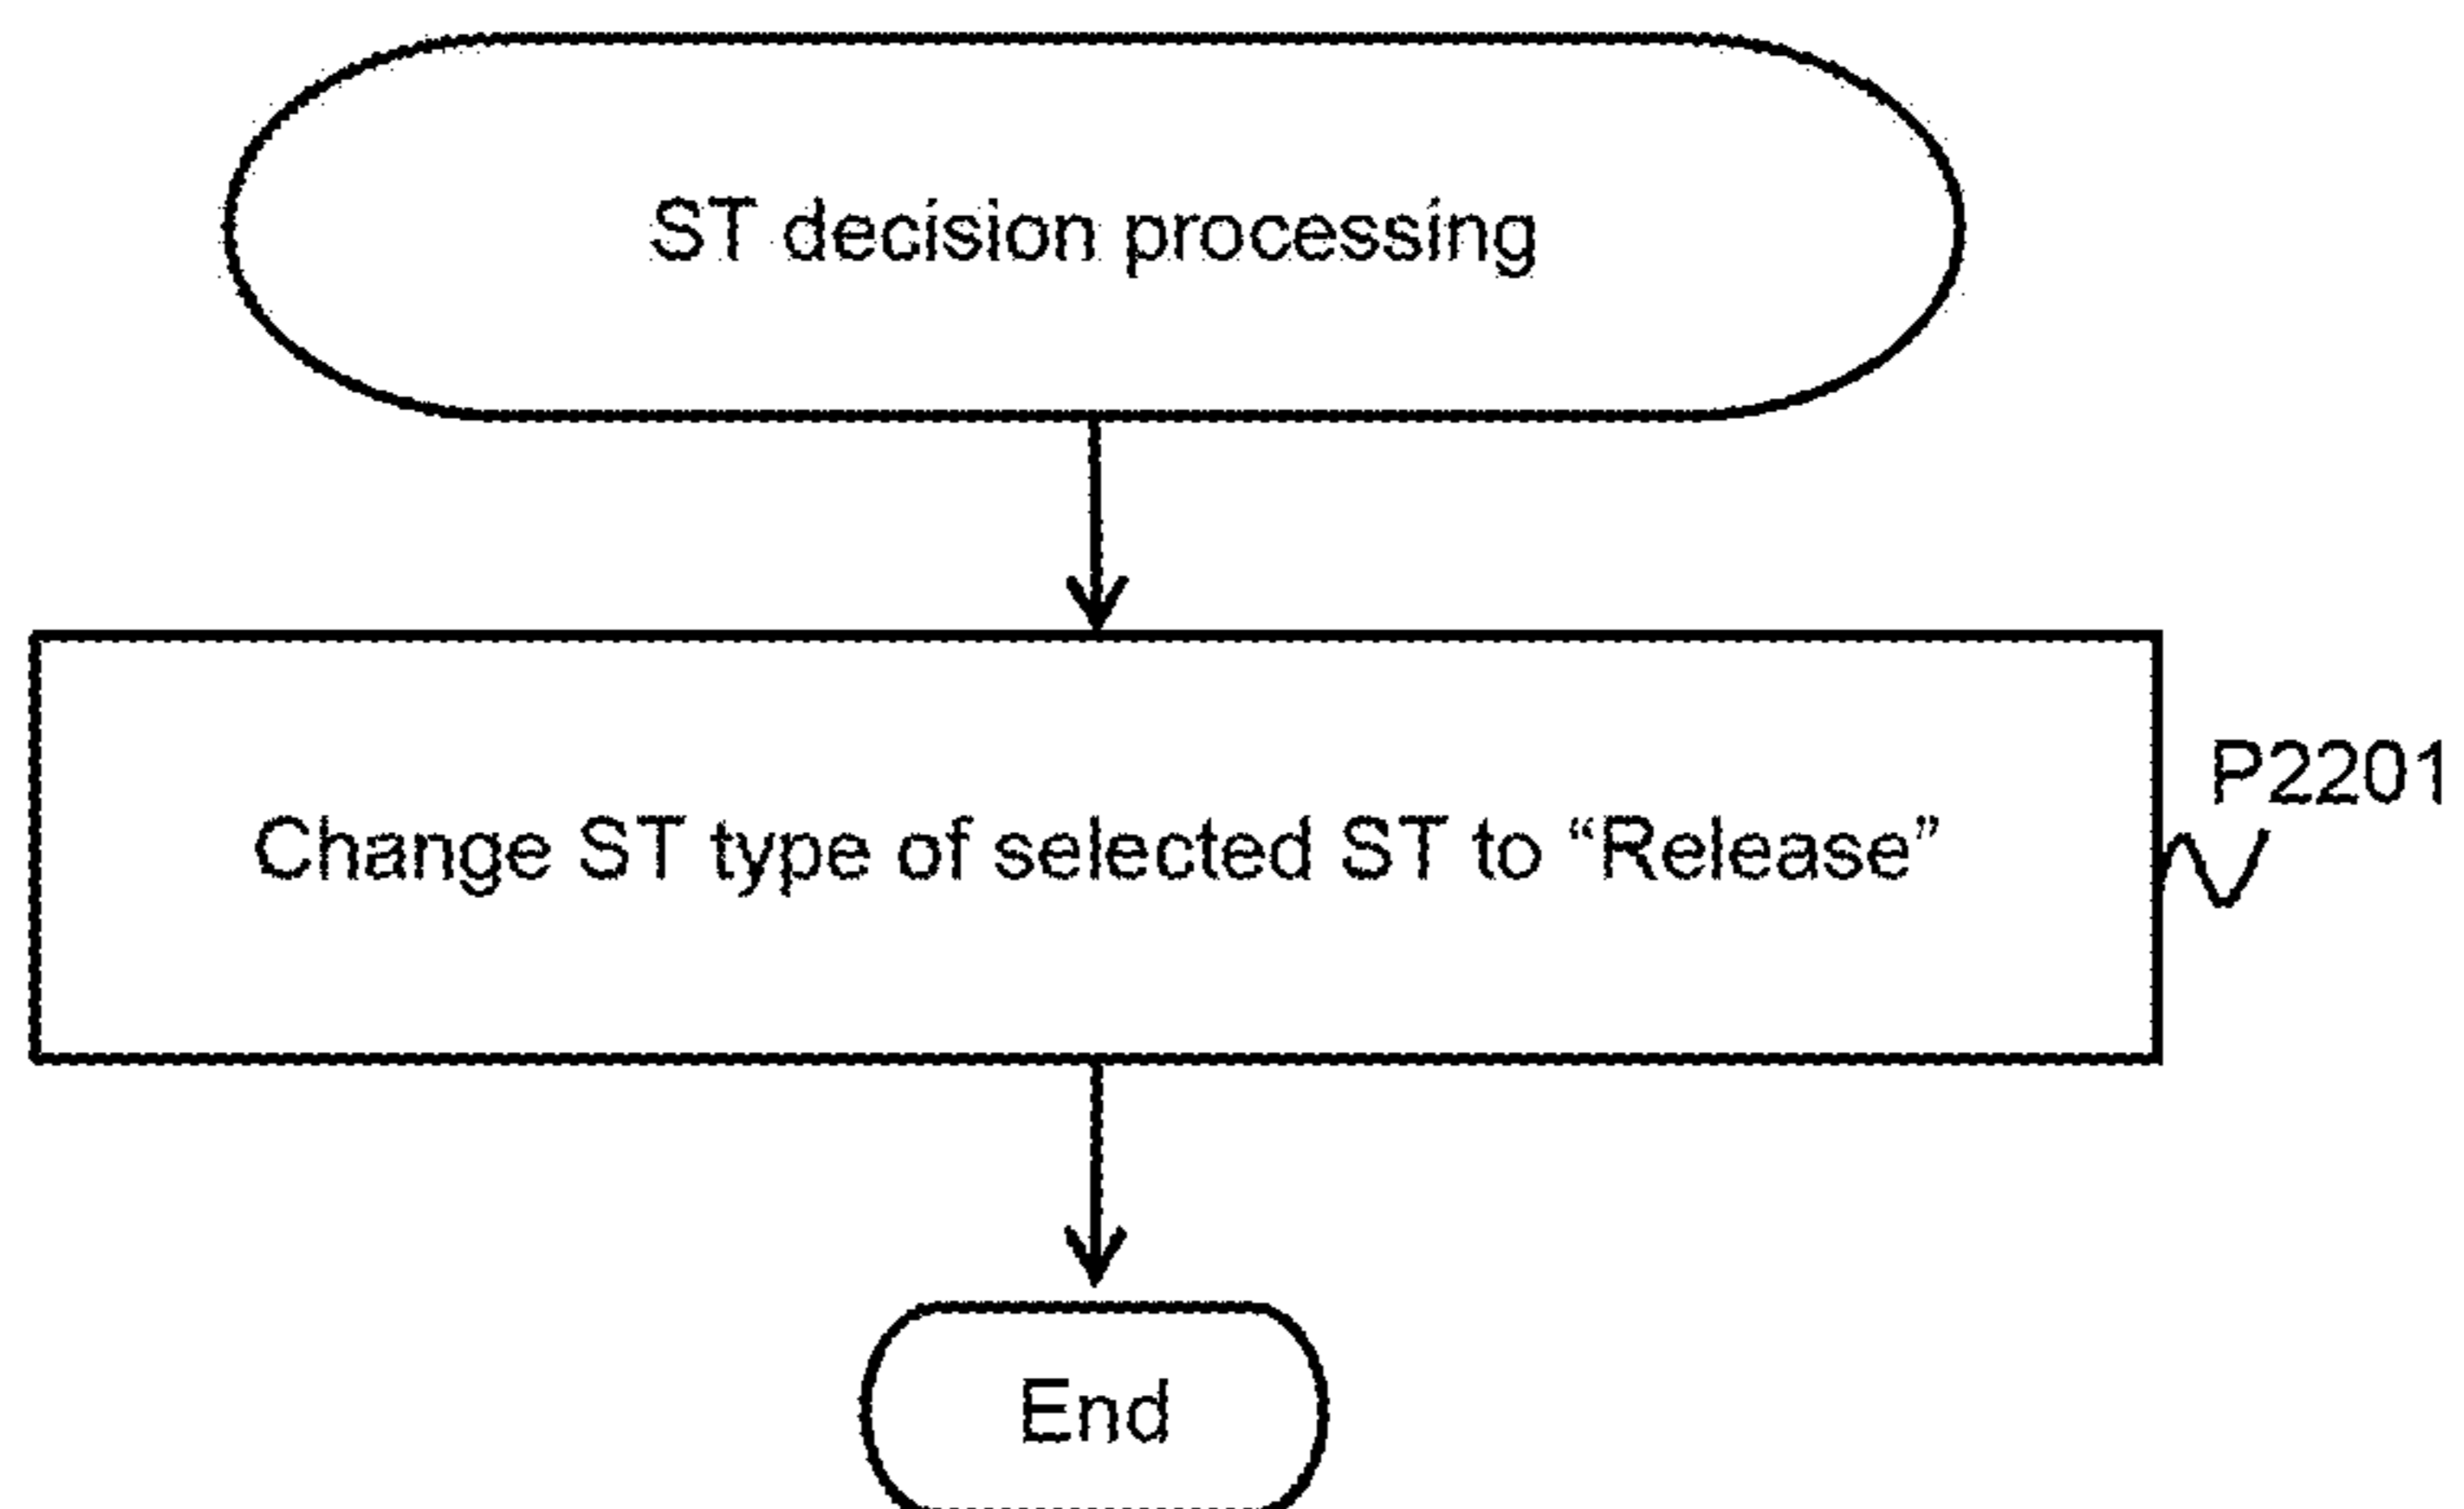 ST decision processing
P2201
Change ST type of selected ST to “Release”
End